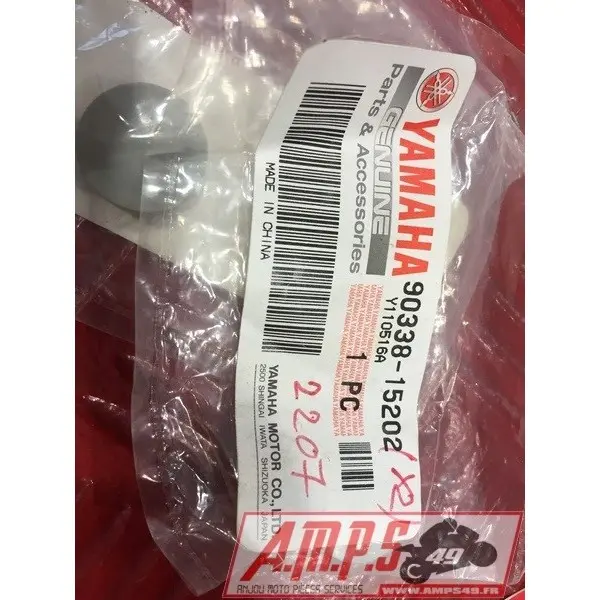 YAMAHA
GENUINE
Parts & Accessories
MADE IN CHINA
90338-15202
Y110516A
1 PC
YAMAHA MOTOR CO., LTD.
2500 SHINGAI IWATA SHIZUOKA JAPAN
2207
A.M.P.S
49
ANJOU MOTO PIECES SERVICES
WWW.AMPS49.FR